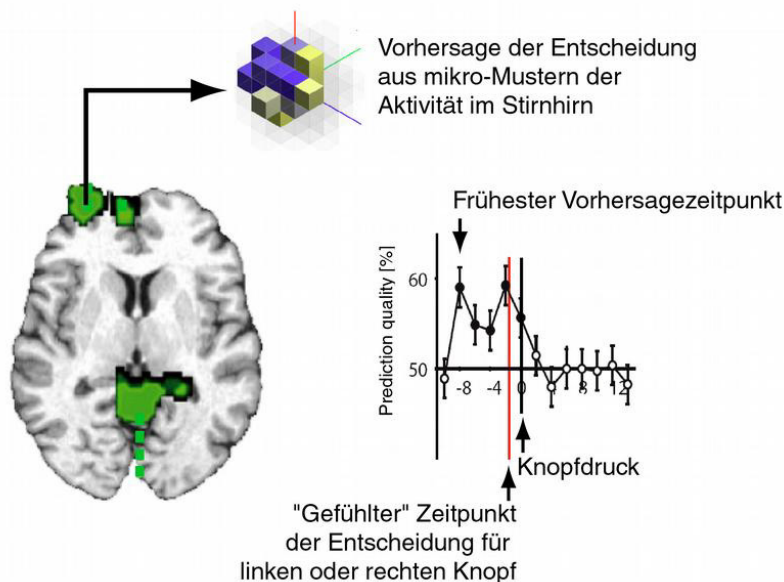 Vorhersage der Entscheidung
aus mikro-Mustern der
Aktivität im Stirnhirn
Frühester Vorhersagezeitpunkt
Prediction quality [%]
60
50
-8
-4
0
8
12
Knopfdruck
"Gefühlter" Zeitpunkt
der Entscheidung für
linken oder rechten Knopf